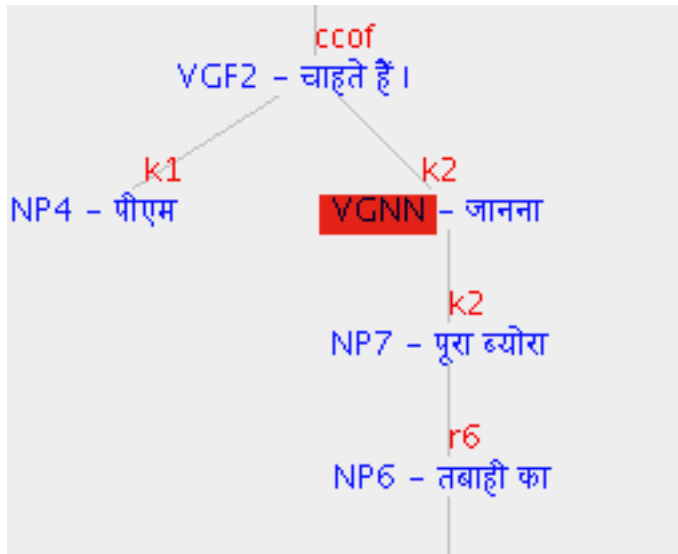 ccof
VGF2 – चाहते हैं ।
k1 k2
NP4 – पीएम VGNN – जानना
k2
NP7 – पूरा ब्योरा
r6
NP6 – तबाही का